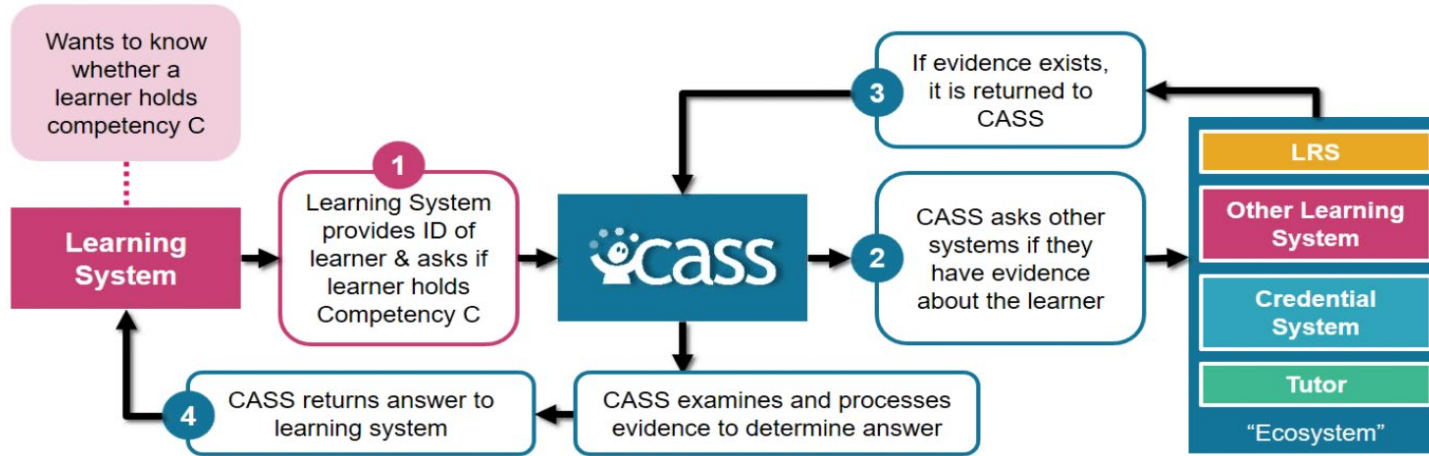 Wants to know
whether a
learner holds
competency C
Learning
System
1
Learning System
provides ID of
learner & asks if
learner holds
Competency C
cass
2
CASS asks other
systems if they
have evidence
about the learner
3
If evidence exists,
it is returned to
CASS
LRS
Other Learning
System
Credential
System
Tutor
“Ecosystem”
CASS examines and processes
evidence to determine answer
4
CASS returns answer to
learning system